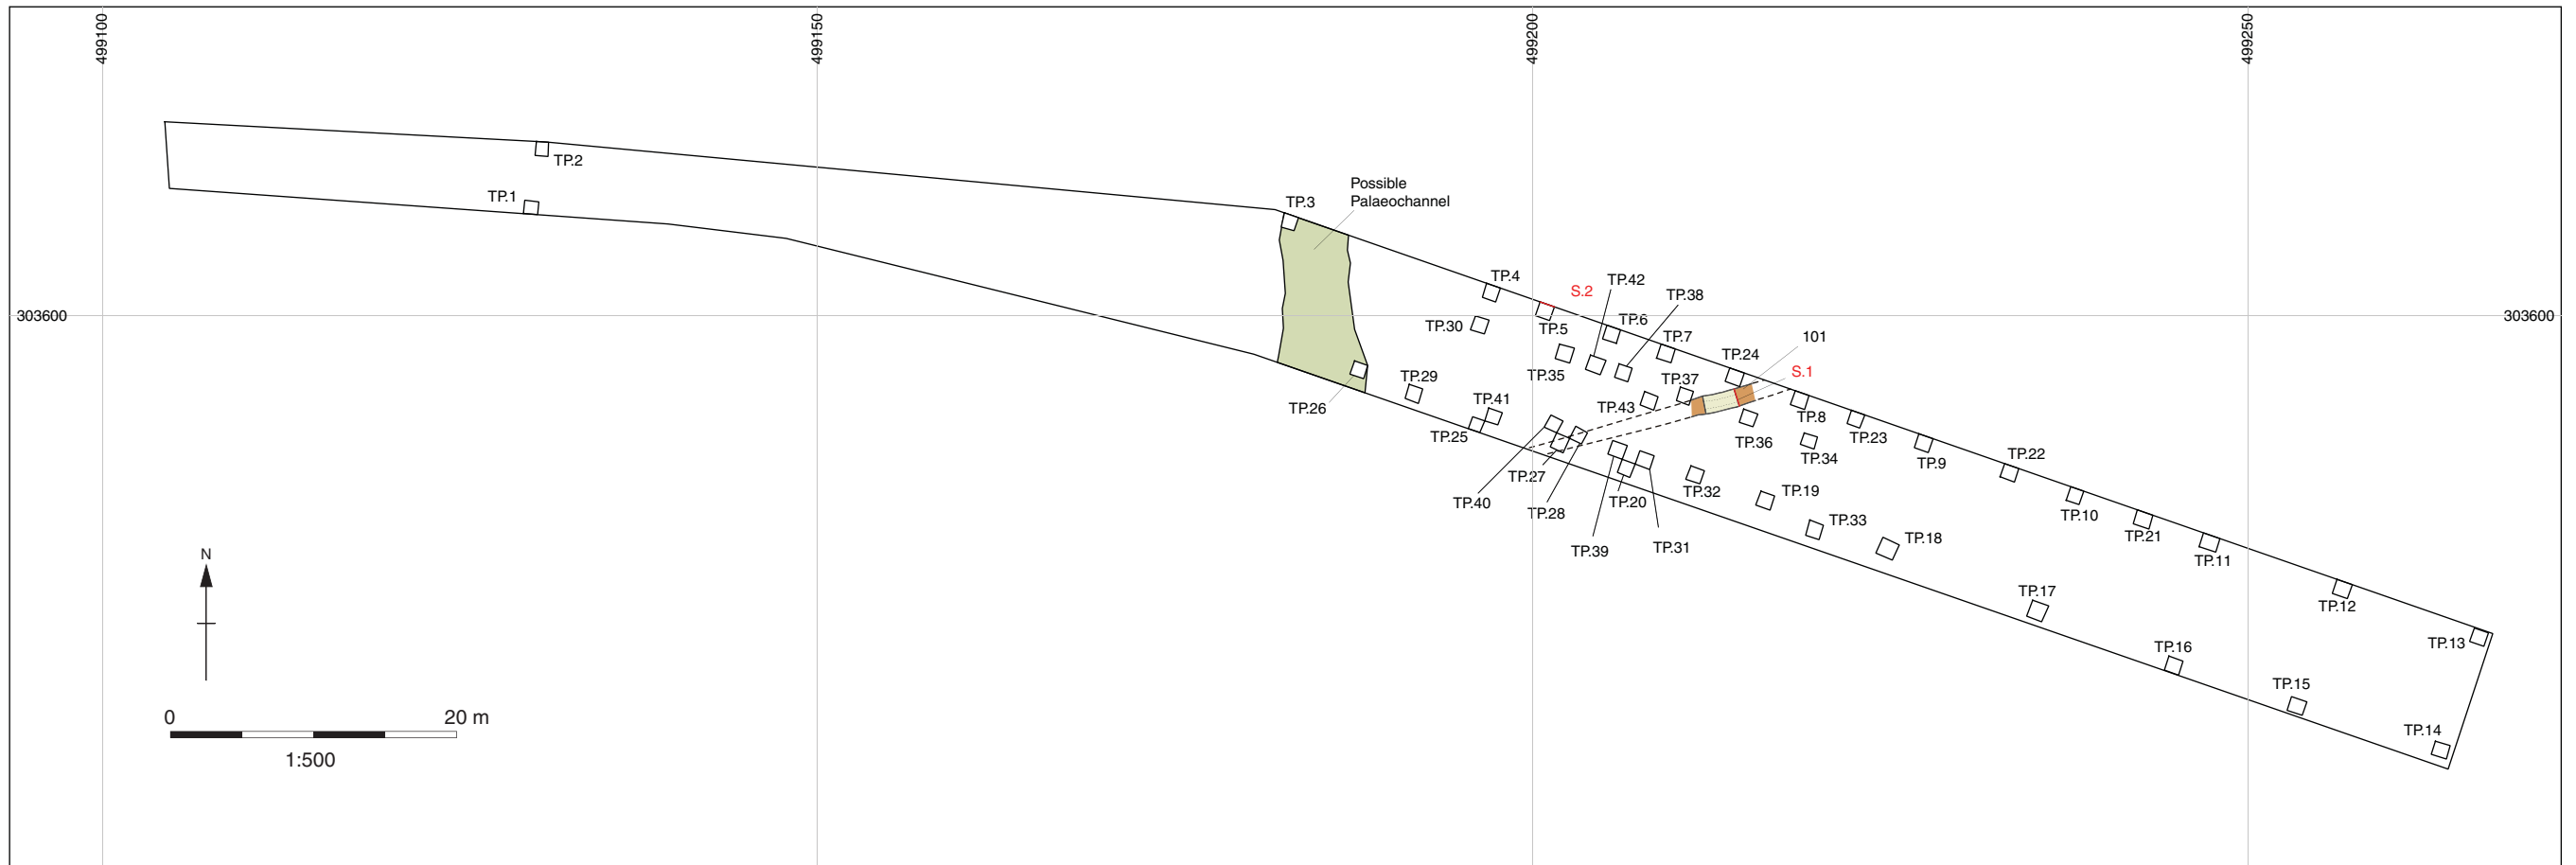 499100
499150
499200
499250
TP.2
TP.1
TP.3
Possible
Palaeochannel
303600
303600
TP.4
S.2
TP.42
TP.38
TP.30
TP.5
TP.6
TP.7
101
TP.24
S.1
TP.35
TP.29
TP.37
TP.26
TP.41
TP.43
TP.25
TP.8
TP.36
TP.23
TP.34
TP.22
TP.9
TP.27
TP.40
TP.28
TP.20
TP.32
TP.19
TP.10
TP.39
TP.31
TP.33
TP.18
TP.21
TP.11
TP.17
TP.12
TP.16
TP.13
TP.15
TP.14
N
0 20 m
1:500